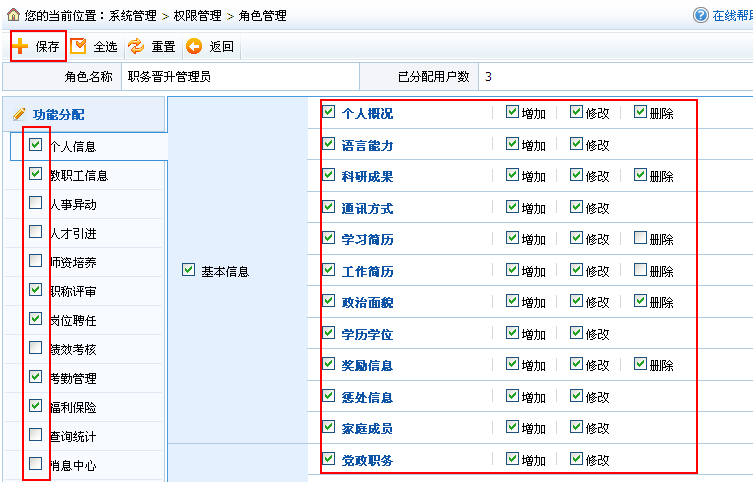 您的当前位置：系统管理 > 权限管理 > 角色管理 在线帮助
保存 全选 重置 返回
角色名称 职务晋升管理员 已分配用户数 3
功能分配
个人信息
教职工信息
人事异动
人才引进
师资培养
职称评审
岗位聘任
绩效考核
考勤管理
福利保险
查询统计
消息中心
基本信息
个人概况 增加 修改 删除
语言能力 增加 修改
科研成果 增加 修改 删除
通讯方式 增加 修改
学习简历 增加 修改 删除
工作简历 增加 修改 删除
政治面貌 增加 修改 删除
学历学位 增加 修改
奖励信息 增加 修改 删除
惩处信息 增加 修改
家庭成员 增加 修改
党政职务 增加 修改